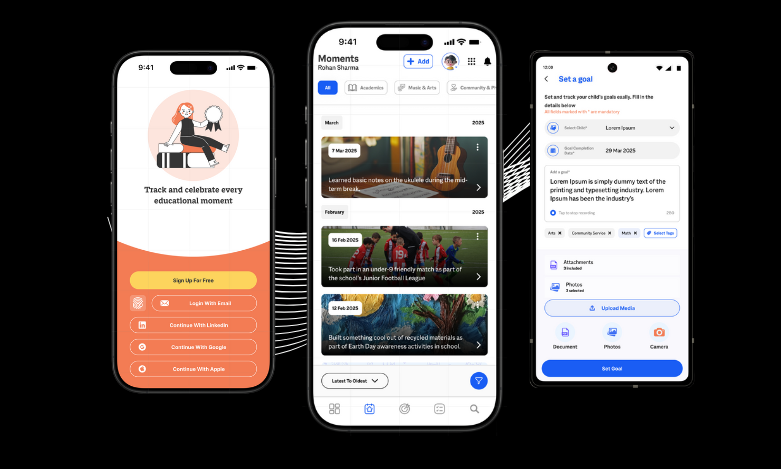 9:41
Track and celebrate every
educational moment
Sign Up For Free
Login With Email
Continue With LinkedIn
Continue With Google
Continue With Apple
9:41
Moments
Rohan Sharma
Add
All
Academics
Music & Arts
Community & P
March
2025
7 Mar 2025
Learned basic notes on the ukulele during the mid-
term break.
February
2025
16 Feb 2025
Took part in an under-9 friendly match as part of
the school's Junior Football League
12 Feb 2025
Built something cool out of recycled materials as
part of Earth Day awareness activities in school.
Latest To Oldest
12:09
Set a goal
Set and track your child's goals easily. Fill in the
details below
All fields marked with * are mandatory
Select Child*
Lorem Ipsum
Goal Completion
Date*
29 Mar 2025
Add a goal*
Lorem Ipsum is simply dummy text of the
printing and typesetting industry. Lorem
Ipsum has been the industry's
Tap to start recording
Arts
Community Service
Math
Select Tags
Attachments
3 included
Photos
3 selected
Upload Media
Document
Photos
Camera
Set Goal